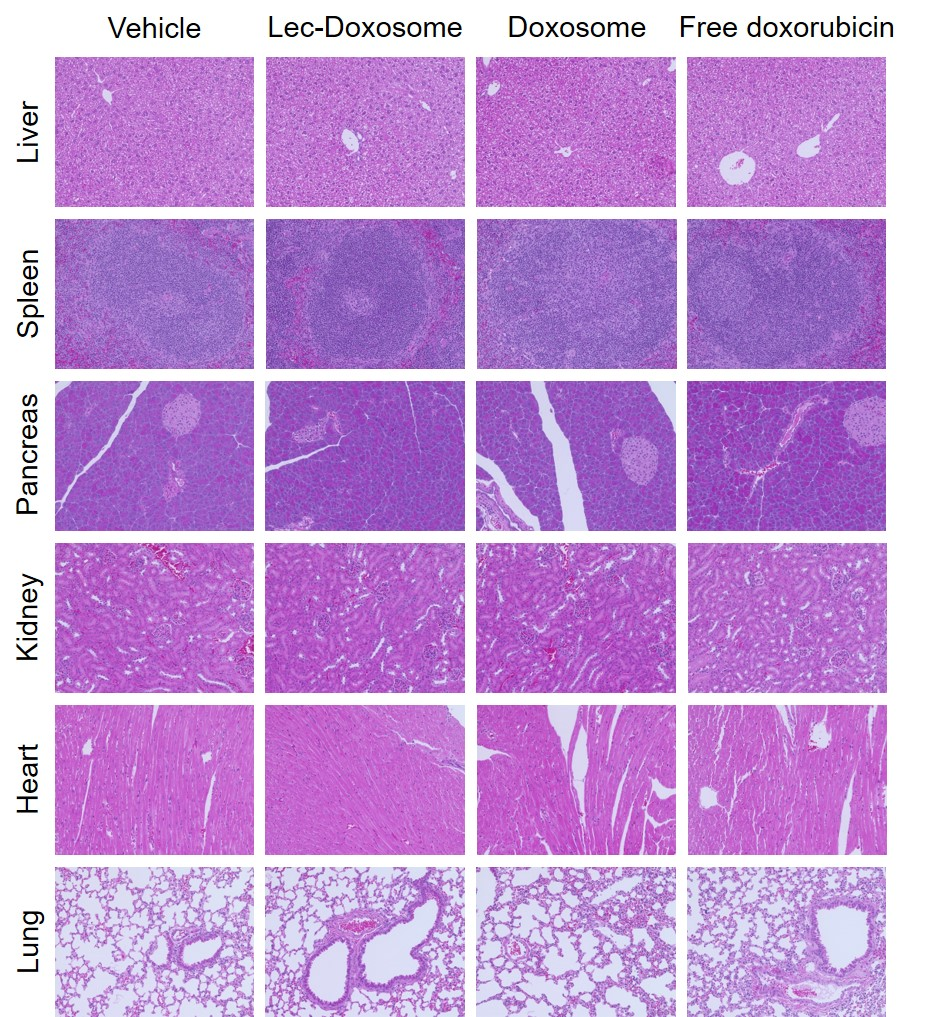 Vehicle Lec-Doxosome Doxosome Free doxorubicin
Liver
Spleen
Pancreas
Kidney
Heart
Lung